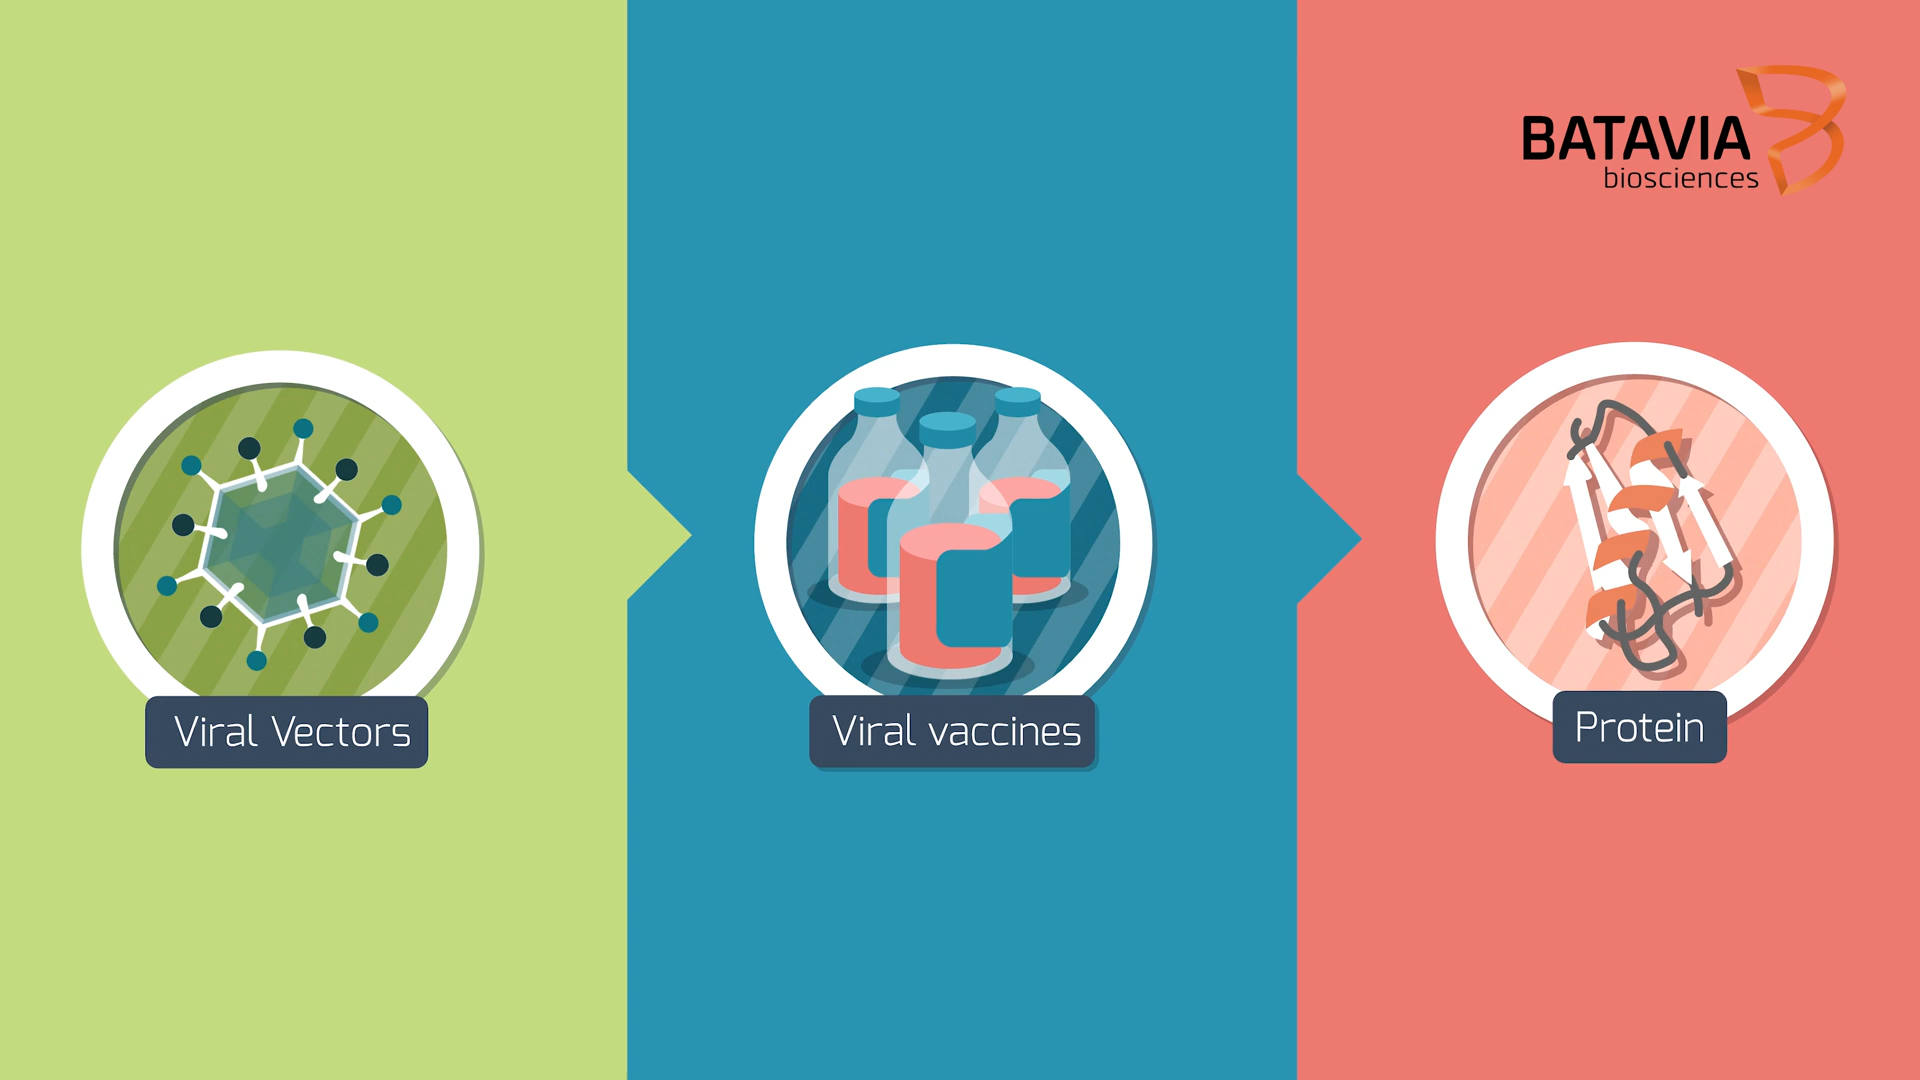 BATAVIA
biosciences
Viral Vectors
Viral vaccines
Protein